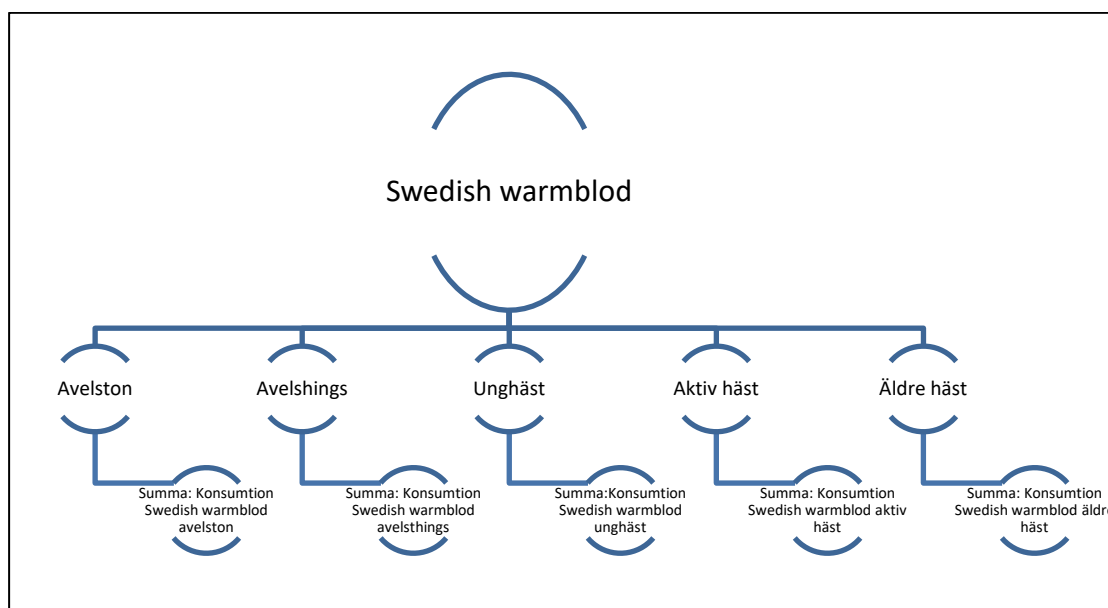 Swedish warmblod
Avelston
Avelshings
Unghäst
Aktiv häst
Äldre häst
Summa: Konsumtion
Swedish warmblod
avelston
Summa: Konsumtion
Swedish warmblod
avelsthings
Summa:Konsumtion
Swedish warmblod
unghäst
Summa: Konsumtion
Swedish warmblod aktiv
häst
Summa: Konsumtion
Swedish warmblod äldre
häst